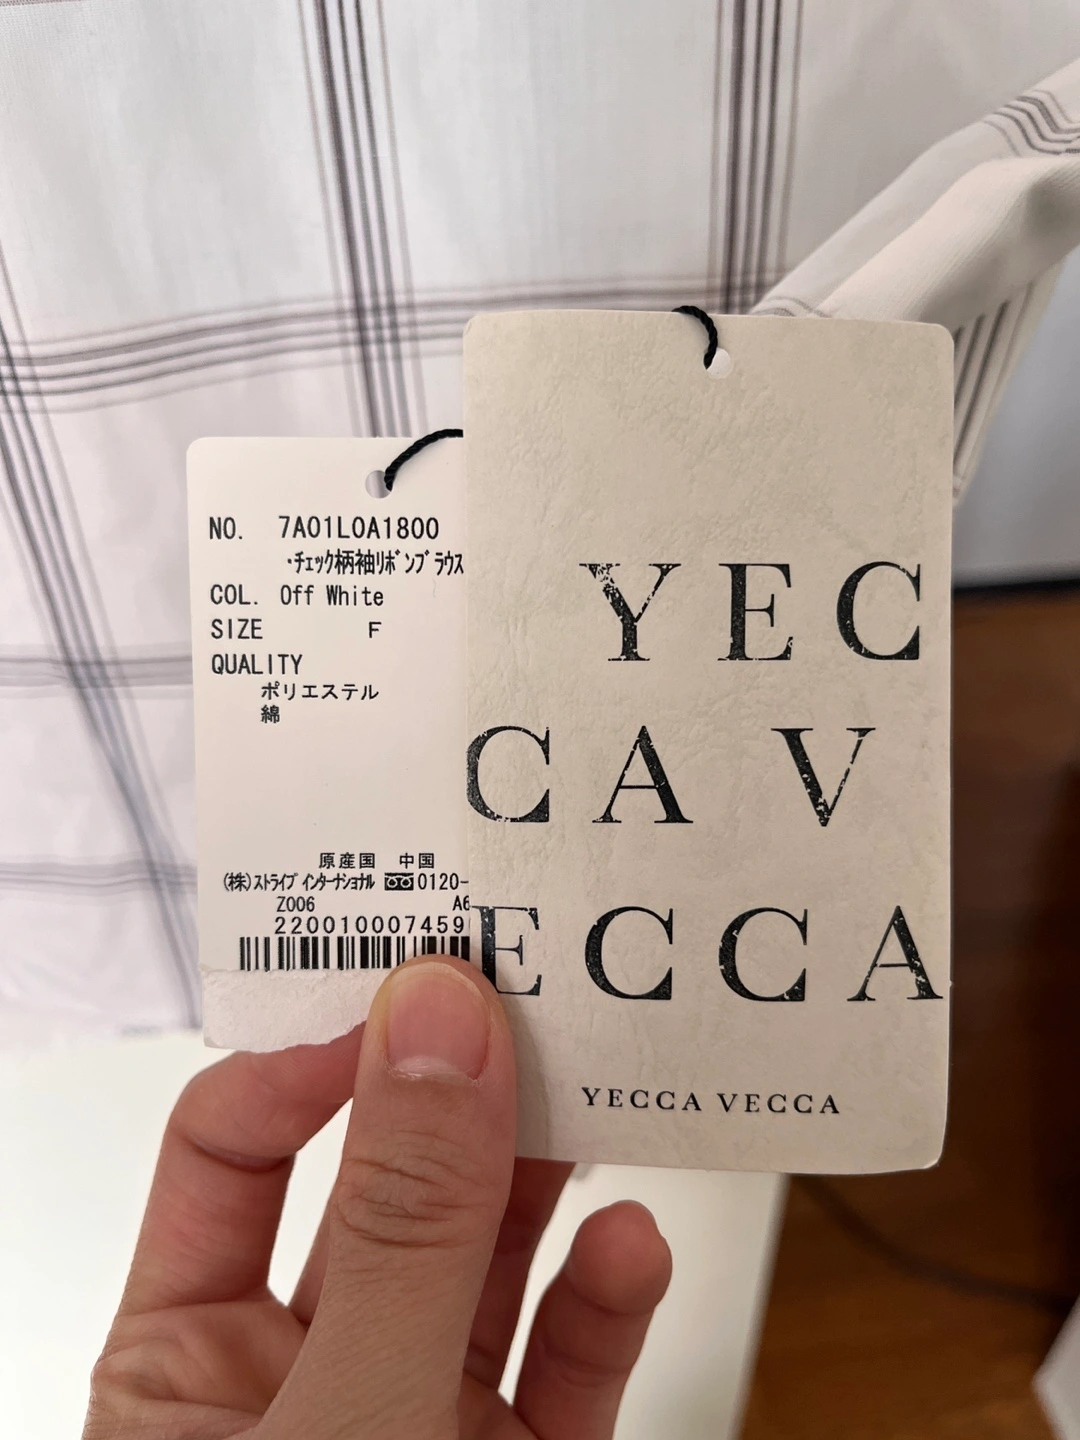 NO. 7A01L0A1800
・ﾁｪｯｸ柄袖ﾘﾎﾞﾝﾌﾞﾗｳｽ
COL. Off White
SIZE F
QUALITY
ポリエステル
綿
原産国 中国
(株)ｽﾄﾗｲﾌﾟｲﾝﾀｰﾅｼｮﾅﾙ 0120-
Z006 A6
220010007459
YEC
CA V
ECCA
YECCA VECCA